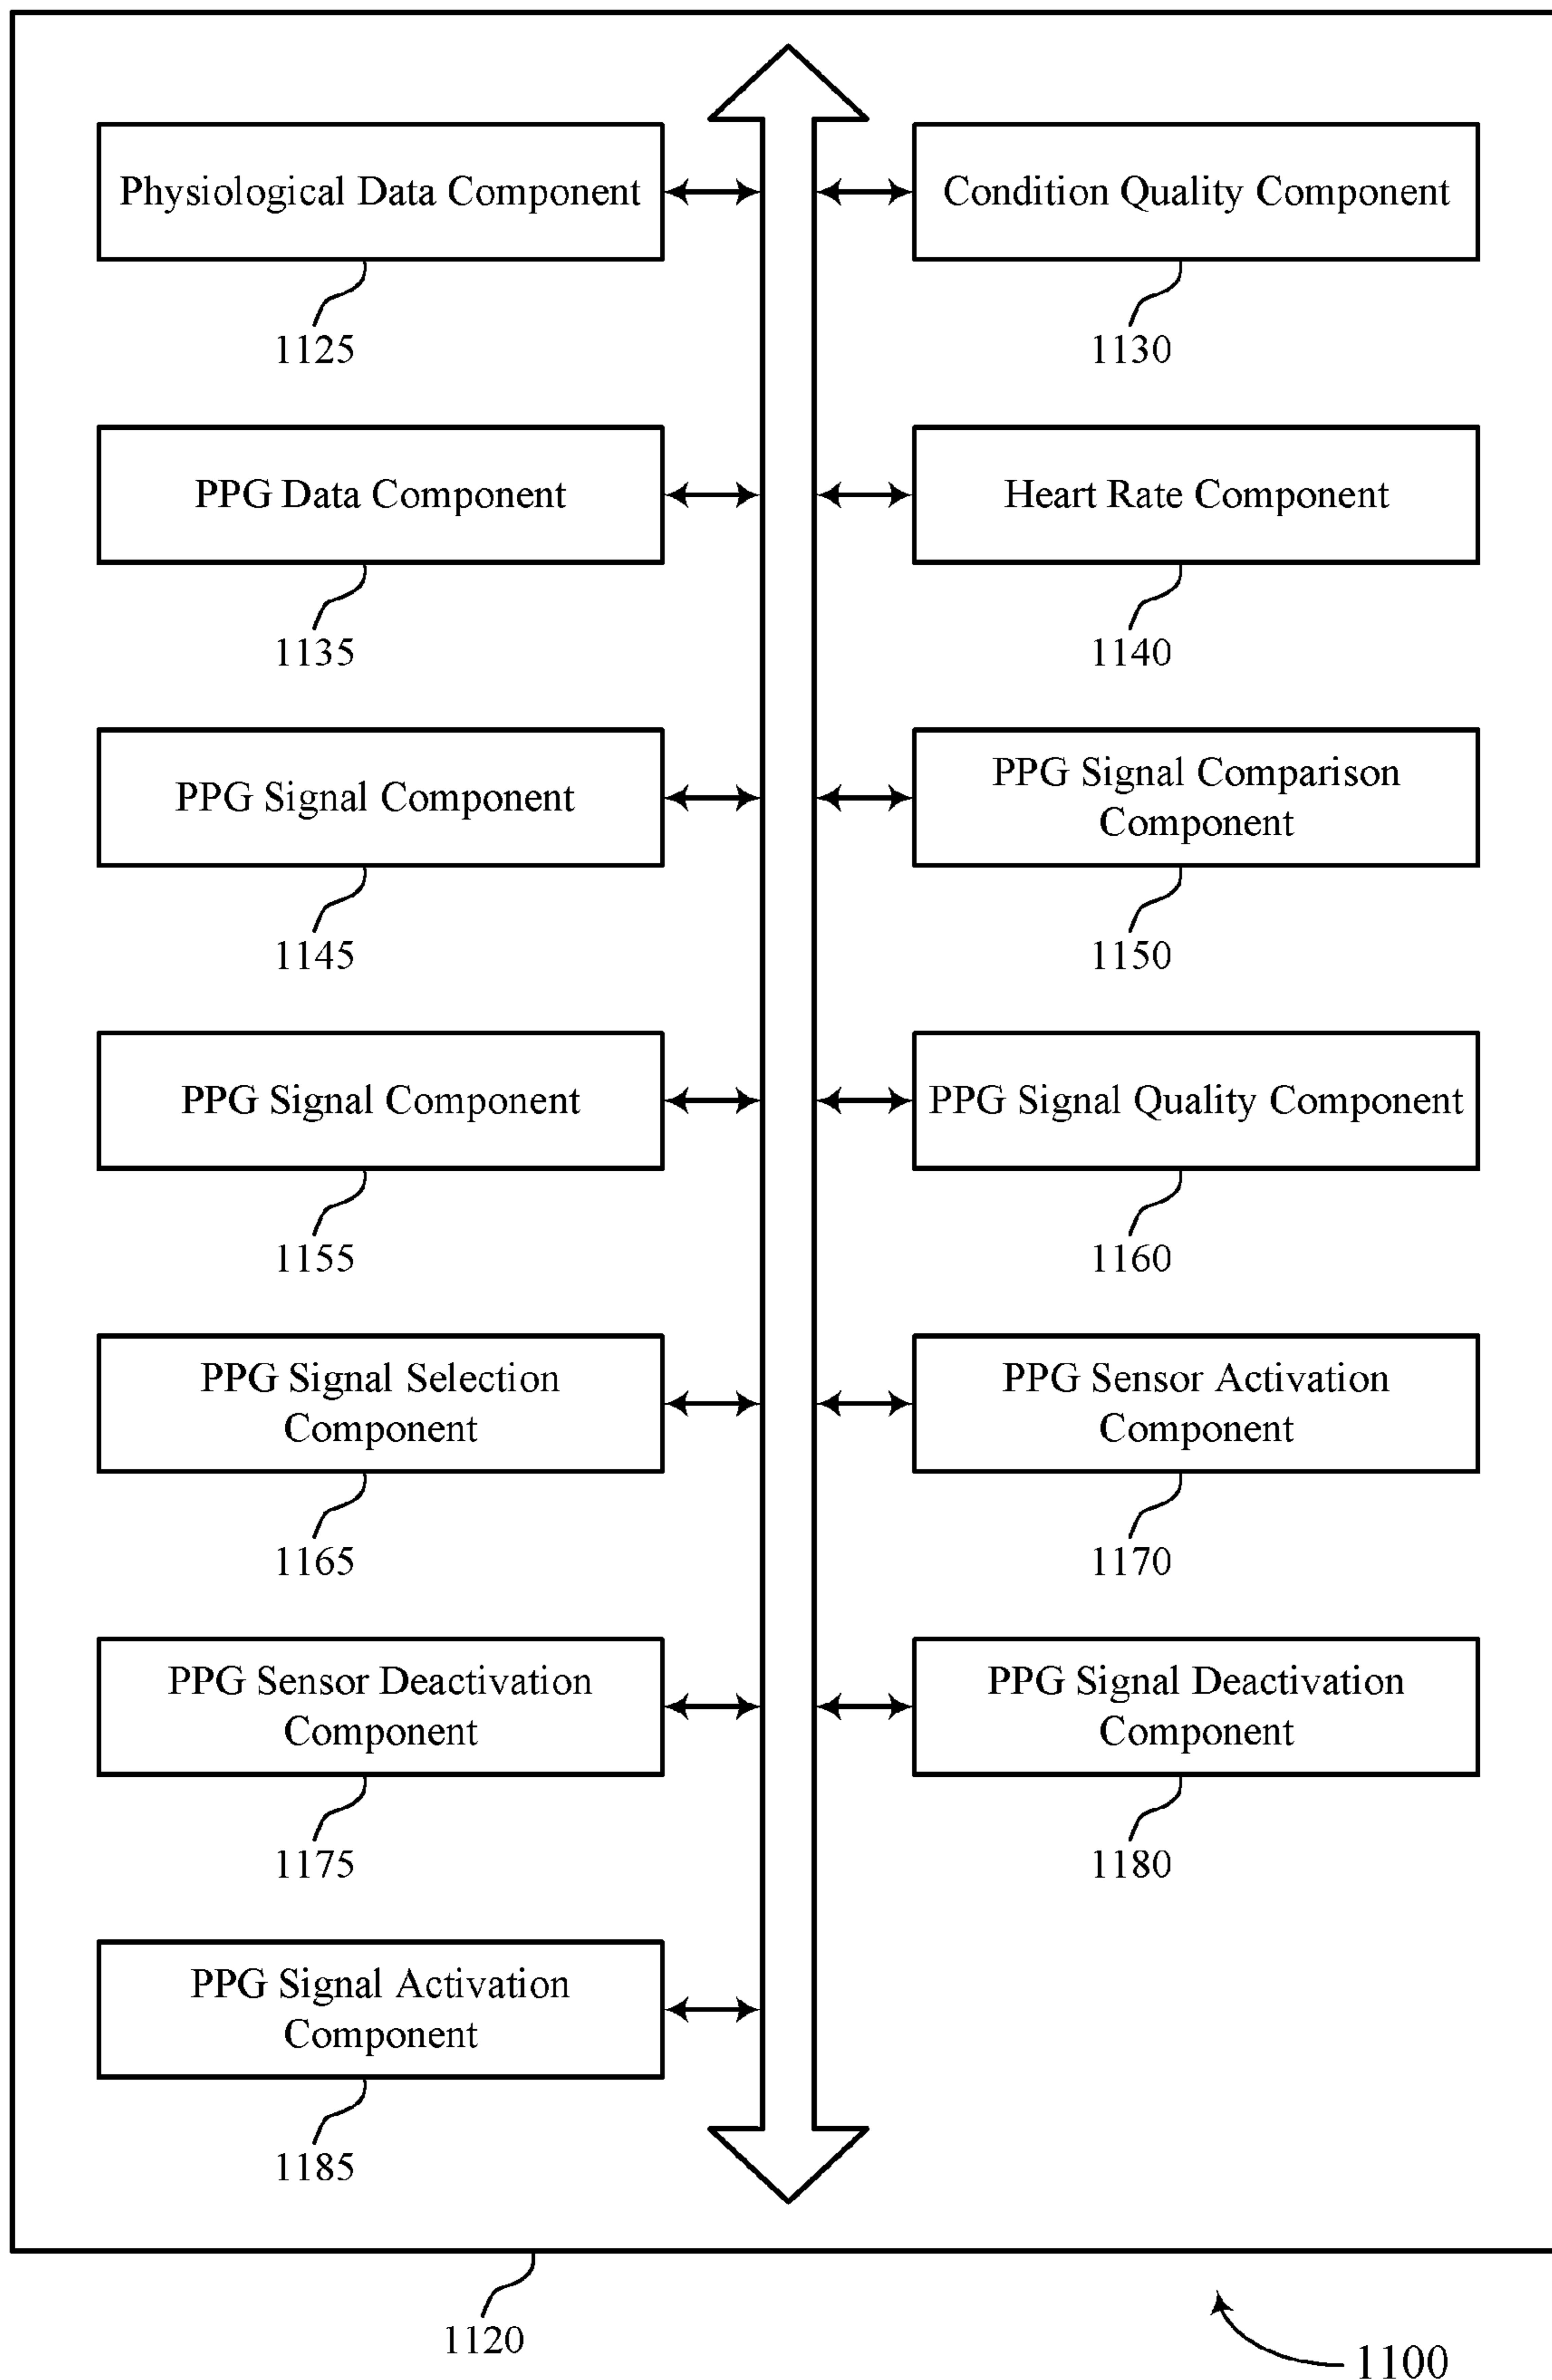 Physiological Data Component
Condition Quality Component
1125
1130
PPG Data Component
Heart Rate Component
1135
1140
PPG Signal Component
PPG Signal Comparison
Component
1145
1150
PPG Signal Component
PPG Signal Quality Component
1155
1160
PPG Signal Selection
Component
PPG Sensor Activation
Component
1165
1170
PPG Sensor Deactivation
Component
PPG Signal Deactivation
Component
1175
1180
PPG Signal Activation
Component
1185
1120
1100